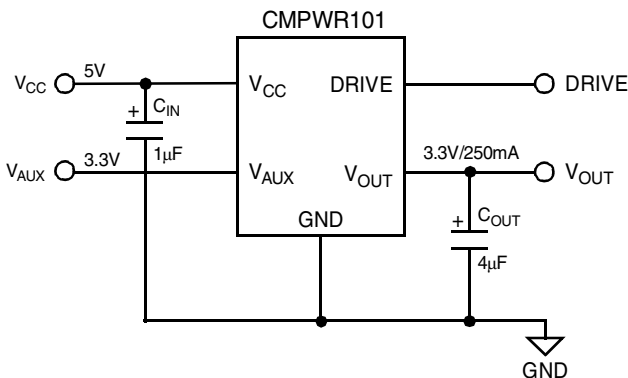 CMPWR101
VCC
5V
VCC
DRIVE
DRIVE
+
CIN
1μF
VAUX
3.3V
VAUX
VOUT
3.3V/250mA
VOUT
GND
+
COUT
4μF
GND